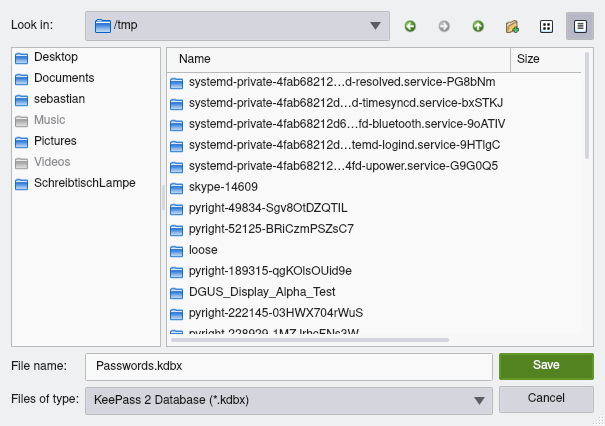 Look in:
/tmp
Desktop
Documents
sebastian
Music
Pictures
Videos
SchreibtischLampe
Name
Size
systemd-private-4fab68212...d-resolved.service-PG8bNm
systemd-private-4fab68212...d-timesyncd.service-bxSTKJ
systemd-private-4fab68212d6...fd-bluetooth.service-9oATIV
systemd-private-4fab68212d...temd-logind.service-9HTlgC
systemd-private-4fab68212...4fd-upower.service-G9G0Q5
skype-14609
pyright-49834-Sgv8OtDZQTIL
pyright-52125-BRiCzmPSZsC7
loose
pyright-189315-qgKOlsOUid9e
DGUS_Display_Alpha_Test
pyright-222145-03HWX704rWuS
File name:
Passwords.kdbx
Save
Files of type:
KeePass 2 Database (*.kdbx)
Cancel